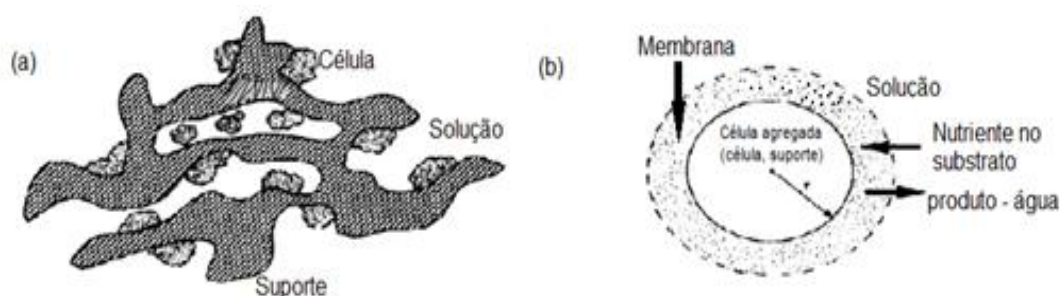 (a)
Célula
Solução
Suporte
(b)
Membrana
Solução
Célula agregada
(célula, suporte)
r
Nutriente no
substrato
produto - água